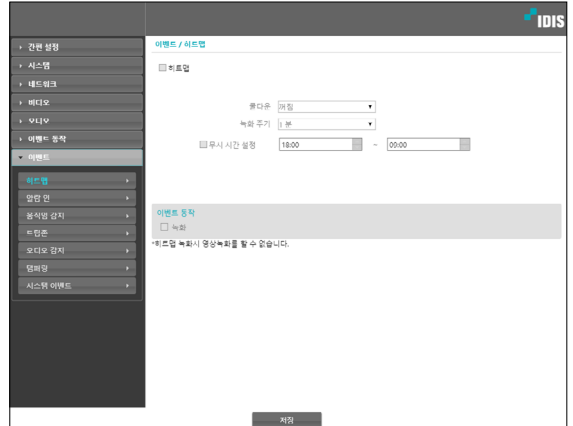 IDIS
이벤트 / 히트맵
간편 설정
시스템
네트워크
비디오
오디오
이벤트 동작
이벤트
히트맵
알람 인
움직임 감지
트립존
오디오 감지
탬퍼링
시스템 이벤트
히트맵
쿨다운 꺼짐
녹화 주기 1 분
무시 시간 설정 18:00 ~ 09:00
이벤트 동작
녹화
*히트맵 녹화시 영상녹화를 할 수 없습니다.
저장